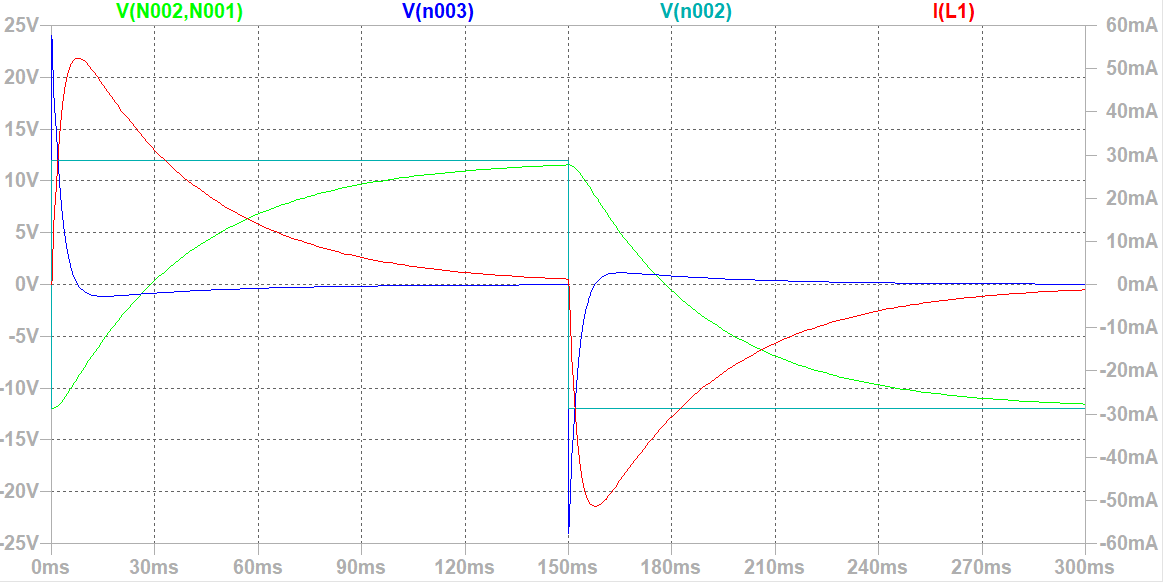 V(N002,N001) V(n003) V(n002) I(L1)
25V 60mA
50mA
20V
40mA
15V
30mA
10V
20mA
5V
10mA
0V 0mA
-10mA
-5V
-20mA
-10V
-30mA
-15V
-40mA
-20V
-50mA
-25V -60mA
0ms 30ms 60ms 90ms 120ms 150ms 180ms 210ms 240ms 270ms 300ms